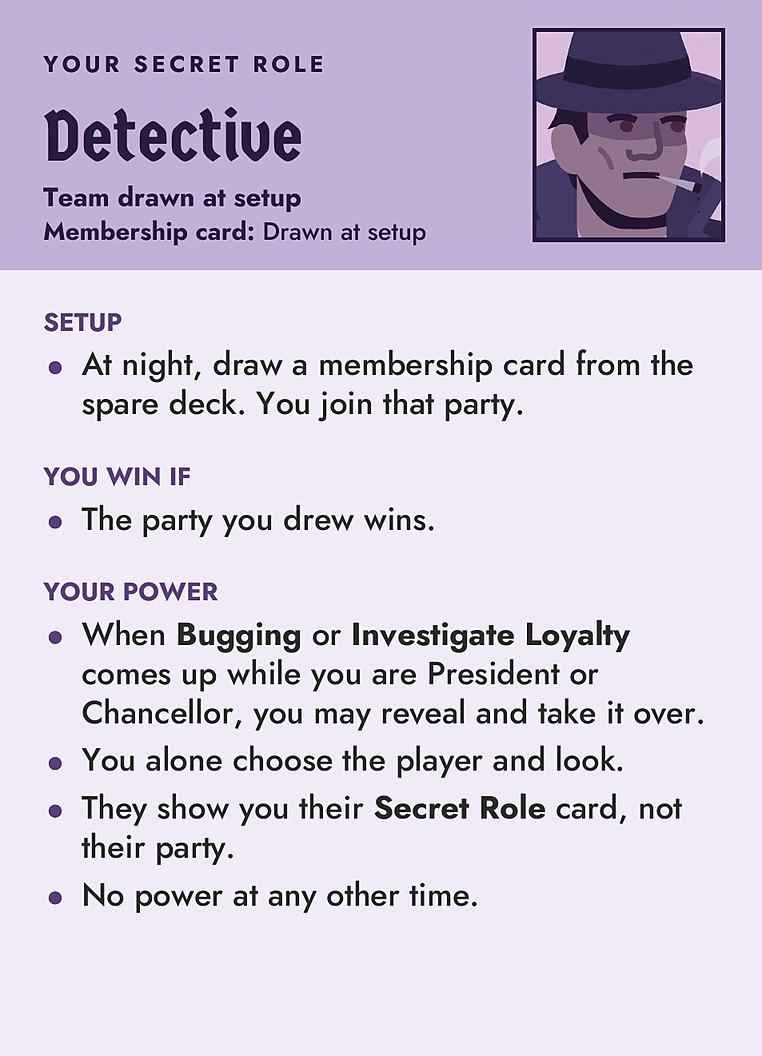 YOUR SECRET ROLE
Detective
Team drawn at setup
Membership card: Drawn at setup
SETUP
• At night, draw a membership card from the
spare deck. You join that party.
YOU WIN IF
• The party you drew wins.
YOUR POWER
• When Bugging or Investigate Loyalty
comes up while you are President or
Chancellor, you may reveal and take it over.
• You alone choose the player and look.
• They show you their Secret Role card, not
their party.
• No power at any other time.